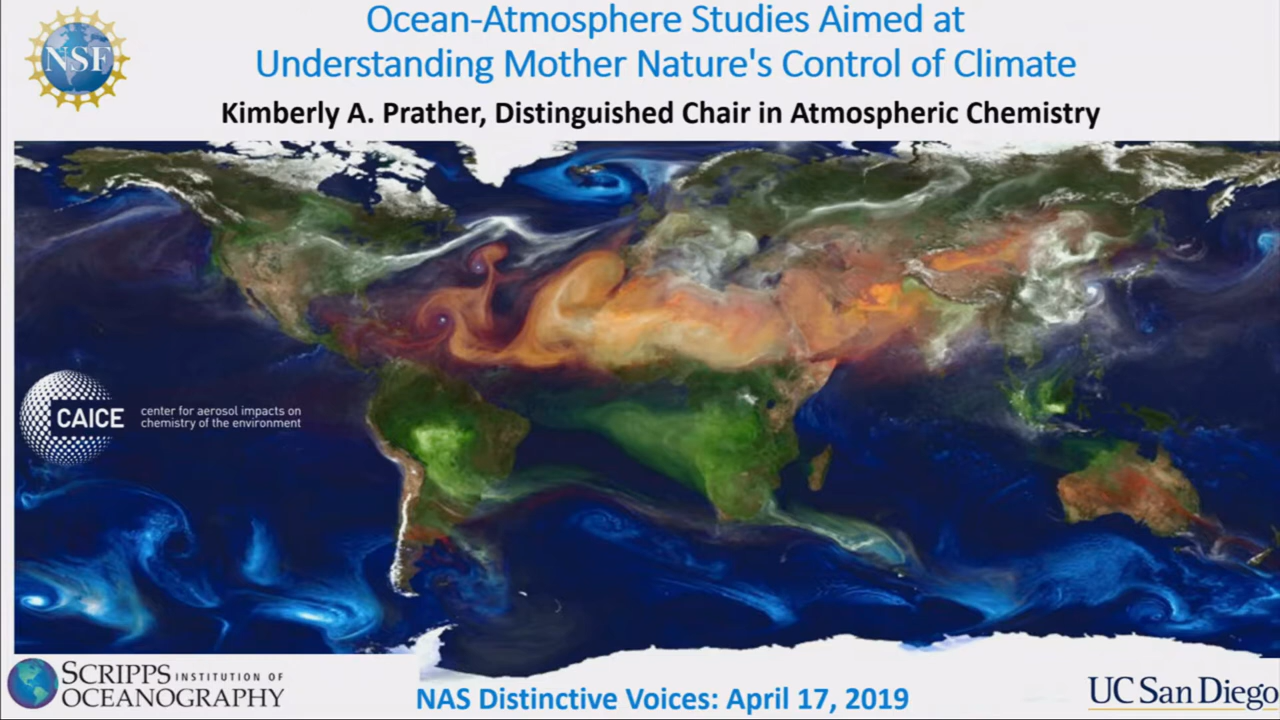 NSF
Ocean-Atmosphere Studies Aimed at
Understanding Mother Nature's Control of Climate
Kimberly A. Prather, Distinguished Chair in Atmospheric Chemistry
CAICE
center for aerosol impacts on
chemistry of the environment
SCRIPPS INSTITUTION OF
OCEANOGRAPHY
NAS Distinctive Voices: April 17, 2019
UC San Diego